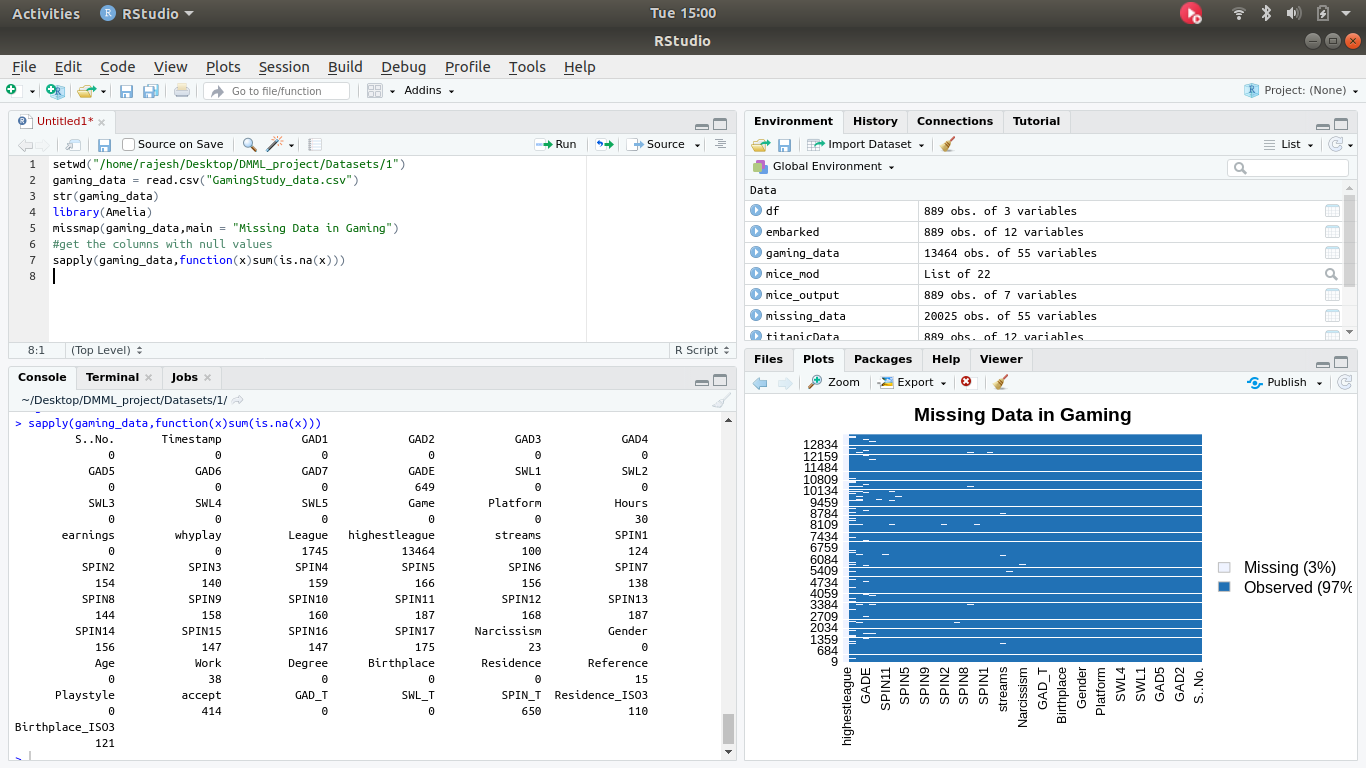 Activities RStudio Tue 15:00
RStudio
File Edit Code View Plots Session Build Debug Profile Tools Help
Go to file/function Addins Project: (None)
Untitled1*
Source on Save Run Source
1 setwd("/home/rajesh/Desktop/DMML_project/Datasets/1")
2 gaming_data = read.csv("GamingStudy_data.csv")
3 str(gaming_data)
4 library(Amelia)
5 missmap(gaming_data,main = "Missing Data in Gaming")
6 #get the columns with null values
7 sapply(gaming_data,function(x)sum(is.na(x)))
8
8:1 (Top Level) R Script
Console Terminal Jobs
~/Desktop/DMML_project/Datasets/1/
> sapply(gaming_data,function(x)sum(is.na(x)))
S..No. Timestamp GAD1 GAD2 GAD3 GAD4
0 0 0 0 0 0
GAD5 GAD6 GAD7 GADE SWL1 SWL2
0 0 0 649 0 0
SWL3 SWL4 SWL5 Game Platform Hours
0 0 0 0 0 30
earnings whyplay League highestleague streams SPIN1
0 0 1745 13464 100 124
SPIN2 SPIN3 SPIN4 SPIN5 SPIN6 SPIN7
154 140 159 166 156 138
SPIN8 SPIN9 SPIN10 SPIN11 SPIN12 SPIN13
144 158 160 187 168 187
SPIN14 SPIN15 SPIN16 SPIN17 Narcissism Gender
156 147 147 175 23 0
Age Work Degree Birthplace Residence Reference
0 38 0 0 0 15
Playstyle accept GAD_T SWL_T SPIN_T Residence_ISO3
0 414 0 0 650 110
Birthplace_ISO3
121
>
Environment History Connections Tutorial
Import Dataset List
Global Environment
Data
df 889 obs. of 3 variables
embarked 889 obs. of 12 variables
gaming_data 13464 obs. of 55 variables
mice_mod List of 22
mice_output 889 obs. of 7 variables
missing_data 20025 obs. of 55 variables
titanicData 889 obs. of 12 variables
Files Plots Packages Help Viewer
Zoom Export Publish
Missing Data in Gaming
12834
12159
11484
10809
10134
9459
8784
8109
7434
6759
6084
5409
4734
4059
3384
2709
2034
1359
684
9
Missing (3%)
Observed (97%
highestleague
GADE
SPIN11
SPIN5
SPIN9
SPIN2
SPIN8
SPIN1
streams
Narcissism
GAD_T
Birthplace
Gender
Platform
SWL4
SWL1
GAD5
GAD2
S..No.